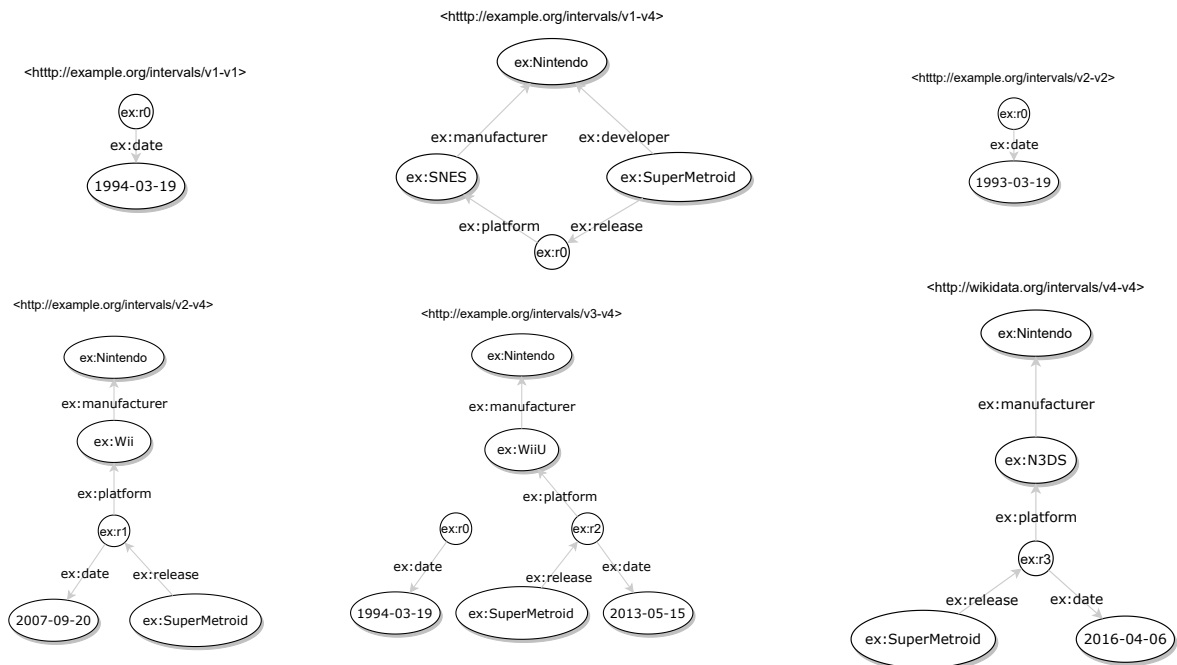 <htttp://example.org/intervals/v1-v1>
ex:r0
ex:date
1994-03-19
<htttp://example.org/intervals/v1-v4>
ex:Nintendo
ex:manufacturer
ex:developer
ex:SNES
ex:SuperMetroid
ex:platform
ex:release
ex:r0
<htttp://example.org/intervals/v2-v2>
ex:r0
ex:date
1993-03-19
<http://example.org/intervals/v2-v4>
ex:Nintendo
ex:manufacturer
ex:Wii
ex:platform
ex:r1
ex:date
ex:release
2007-09-20
ex:SuperMetroid
<http://example.org/intervals/v3-v4>
ex:Nintendo
ex:manufacturer
ex:WiiU
ex:platform
ex:r0
ex:r2
ex:date
ex:release
ex:date
1994-03-19
ex:SuperMetroid
2013-05-15
<http://wikidata.org/intervals/v4-v4>
ex:Nintendo
ex:manufacturer
ex:N3DS
ex:platform
ex:r3
ex:release
ex:date
ex:SuperMetroid
2016-04-06